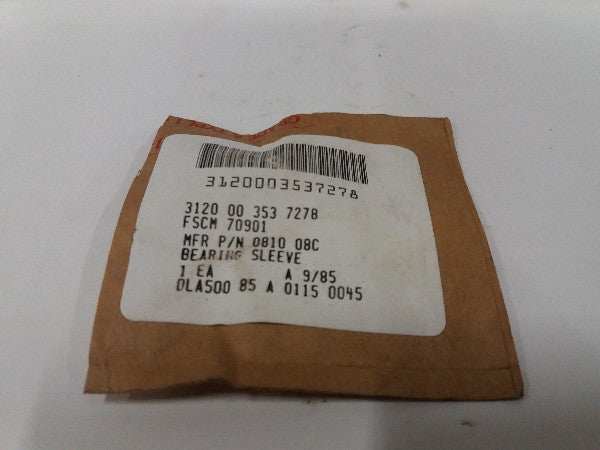 3120003537278
3120 00 353 7278
FSCM 70901
MFR P/N 0810 08C
BEARING SLEEVE
1 EA A 9/85
DLA500 85 A 0115 0045